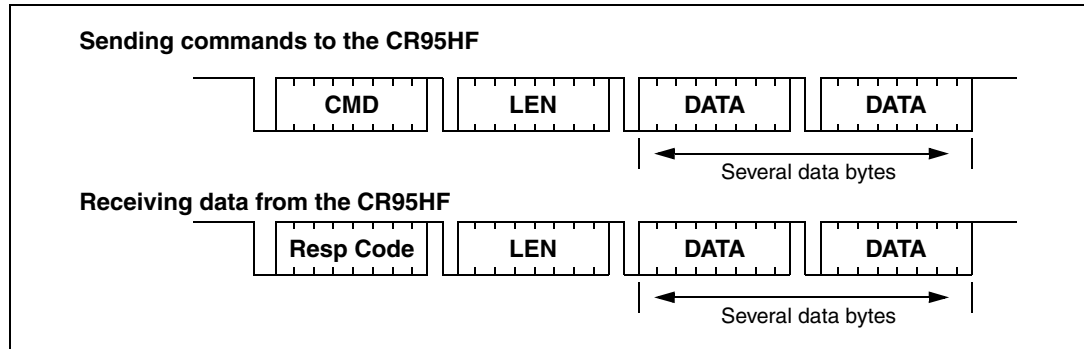 Sending commands to the CR95HF
CMD LEN DATA DATA
Several data bytes
Receiving data from the CR95HF
Resp Code LEN DATA DATA
Several data bytes